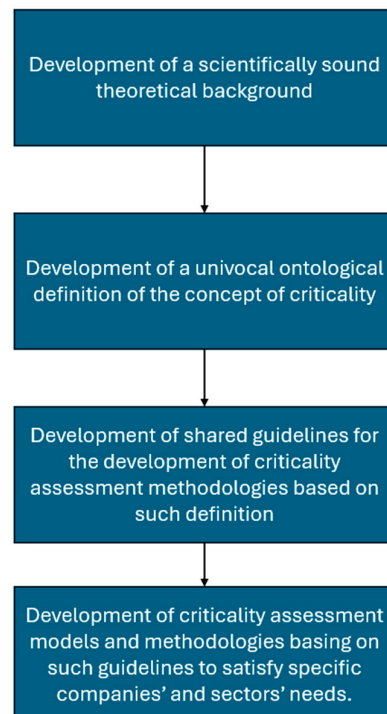 Development of a scientifically sound
theoretical background
Development of a univocal ontological
definition of the concept of criticality
Development of shared guidelines for
the development of criticality
assessment methodologies based on
such definition
Development of criticality assessment
models and methodologies basing on
such guidelines to satisfy specific
companies’ and sectors’ needs.